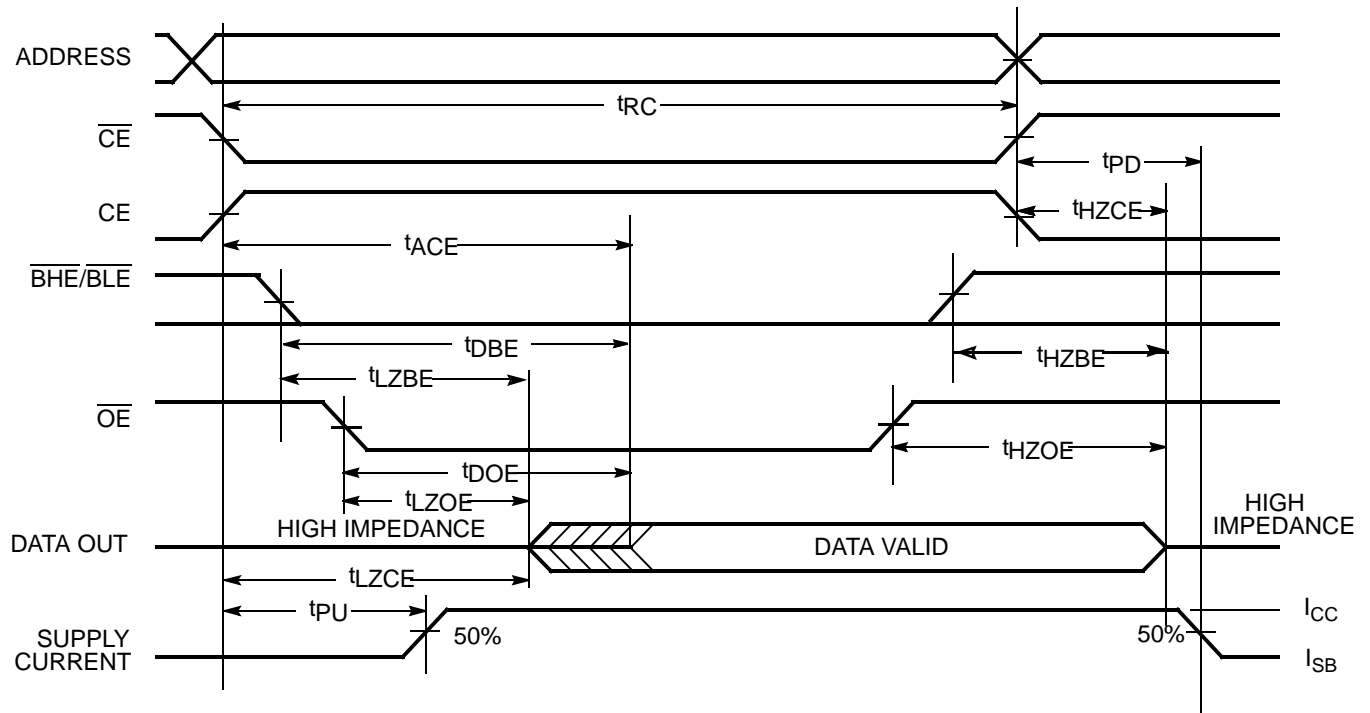 ADDRESS
tRC
CE
tPD
CE
tHZCE
tACE
BHE/BLE
tDBE
tHZBE
tLZBE
OE
tHZOE
tDOE
tLZOE
HIGH IMPEDANCE
HIGH
IMPEDANCE
DATA OUT
DATA VALID
tLZCE
tPU
ICC
50%
50%
SUPPLY
CURRENT
ISB